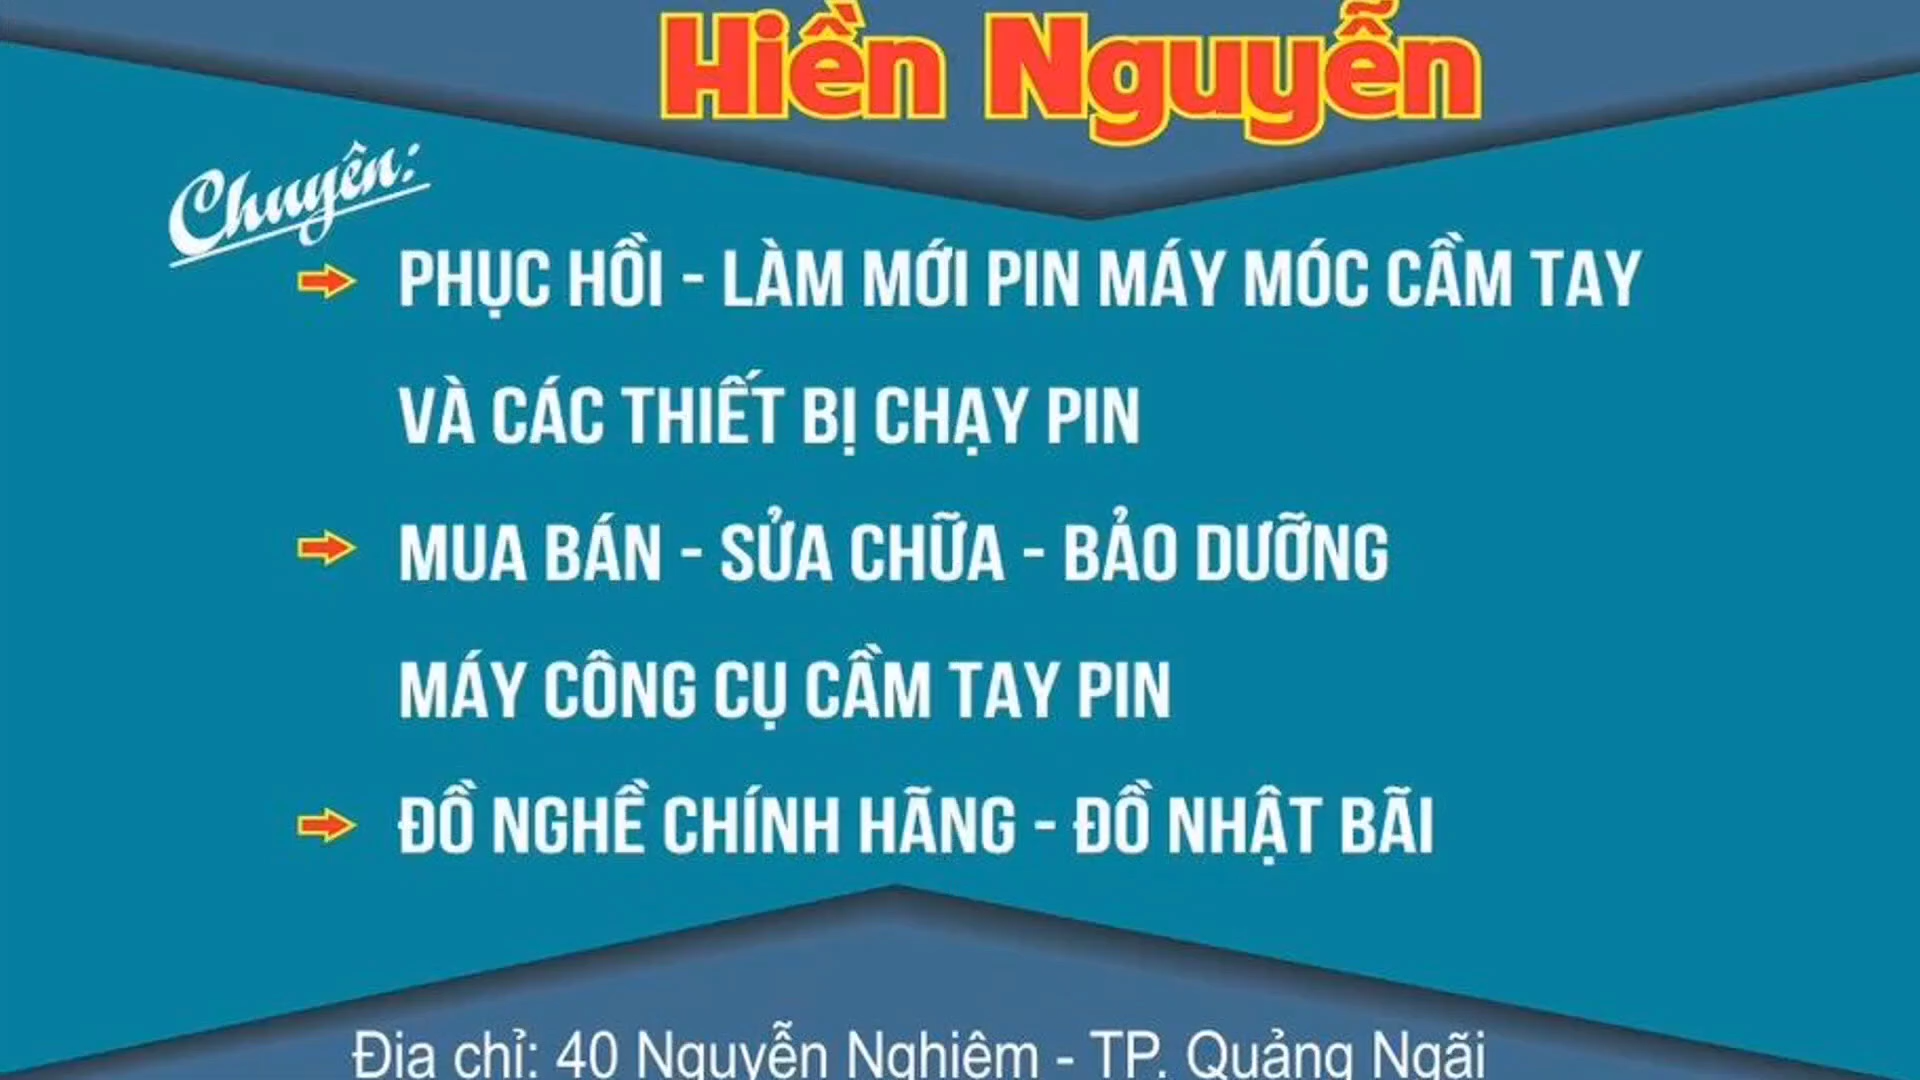 Hiền Nguyễn
Chuyên:
PHỤC HỒI - LÀM MỚI PIN MÁY MÓC CẦM TAY
VÀ CÁC THIẾT BỊ CHẠY PIN
MUA BÁN - SỬA CHỮA - BẢO DƯỠNG
MÁY CÔNG CỤ CẦM TAY PIN
ĐỒ NGHỀ CHÍNH HÃNG - ĐỒ NHẬT BÃI
Địa chỉ: 40 Nguyễn Nghiêm - TP. Quảng Ngãi